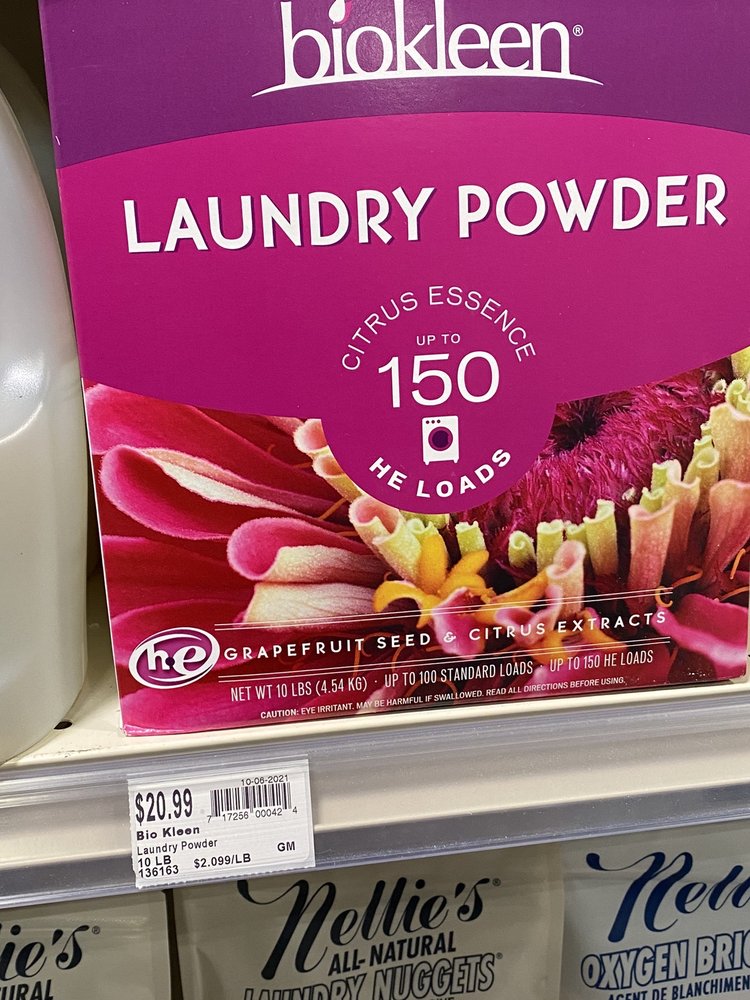 biokleen®
LAUNDRY POWDER
CITRUS ESSENCE
UP TO
150
HE LOADS
he GRAPEFRUIT SEED & CITRUS EXTRACTS
NET WT 10 LBS (4.54 KG) · UP TO 100 STANDARD LOADS · UP TO 150 HE LOADS
CAUTION: EYE IRRITANT. MAY BE HARMFUL IF SWALLOWED. READ ALL DIRECTIONS BEFORE USING.
10-06-2021
$20.99
7 17256 00042 4
Bio Kleen
Laundry Powder
10 LB $2.099/LB GM
136163
Nellie's®
ALL-NATURAL
LAUNDRY NUGGETS®